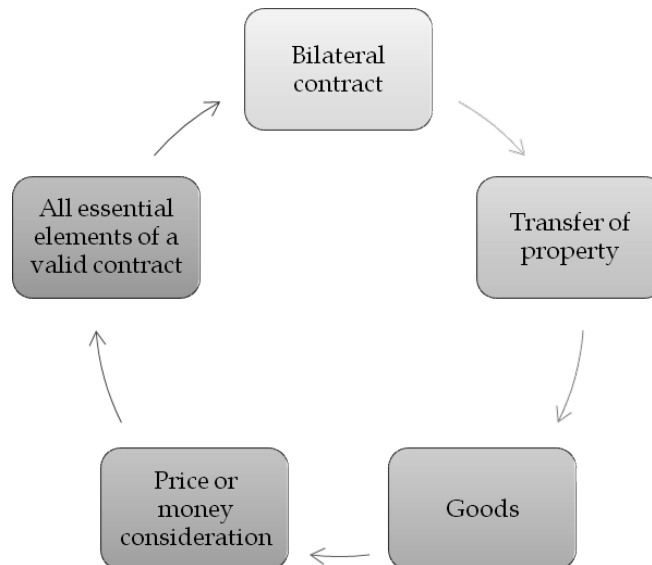 Bilateral
contract
Transfer of
property
Goods
Price or
money
consideration
All essential
elements of a
valid contract